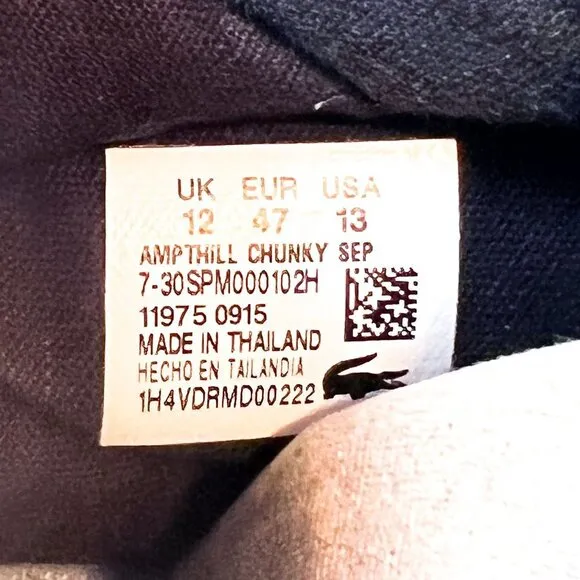 UK EUR USA
12 47 13
AMPTHILL CHUNKY SEP
7-30SPM000102H
11975 0915
MADE IN THAILAND
HECHO EN TAILANDIA
1H4VDRMD00222